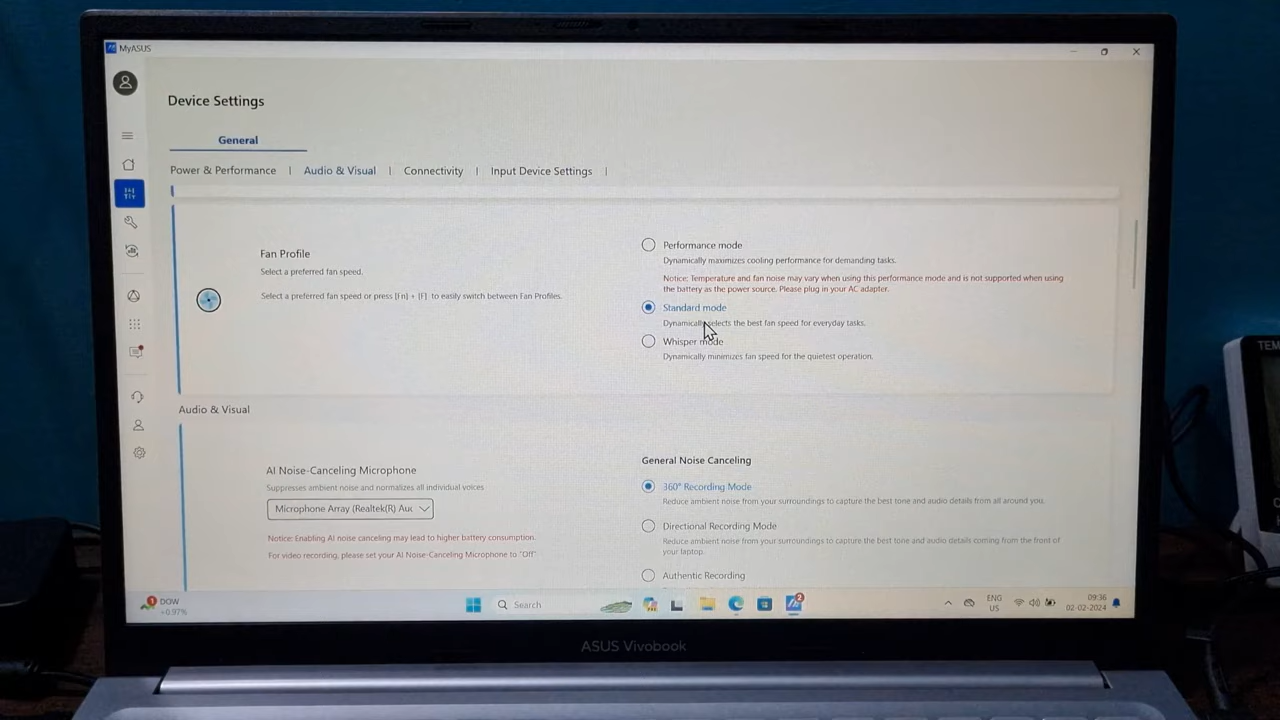 MyASUS
Device Settings
General
Power & Performance | Audio & Visual | Connectivity | Input Device Settings |
Fan Profile
Select a preferred fan speed.
Select a preferred fan speed or press [Fn] + [F] to easily switch between Fan Profiles.
Performance mode
Dynamically maximizes cooling performance for demanding tasks.
Notice: Temperature and fan noise may vary when using this performance mode and is not supported when using
the battery as the power source. Please plug in your AC adapter.
Standard mode
Dynamically selects the best fan speed for everyday tasks.
Whisper mode
Dynamically minimizes fan speed for the quietest operation.
Audio & Visual
AI Noise-Canceling Microphone
Suppresses ambient noise and normalizes all individual voices
Microphone Array (Realtek(R) Au
Notice: Enabling AI noise canceling may lead to higher battery consumption.
For video recording, please set your AI Noise-Canceling Microphone to "Off"
General Noise Canceling
360° Recording Mode
Reduce ambient noise from your surroundings to capture the best tone and audio details from all around you.
Directional Recording Mode
Reduce ambient noise from your surroundings to capture the best tone and audio details coming from the front of
your laptop.
Authentic Recording
1
DOW
+0.97%
Search
2
ENG
US
09:36
02-02-2024
ASUS Vivobook
TEM